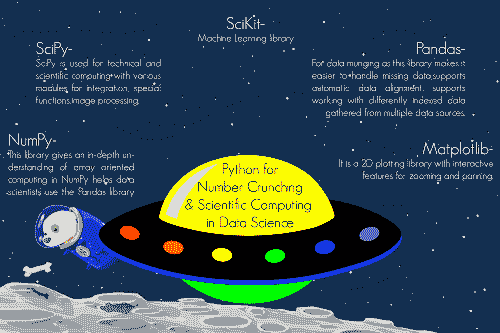 SciKit-
Machine Learning library
SciPy-
SciPy is used for technical and
scientific computing with various
modules for integration, special
functions,image processing,
Pandas-
For data munging as this library makes it
easier to handle missing data,supports
automatic data alignment, supports
working with differently indexed data
gathered from multiple data sources.
NumPy-
This library gives an in-depth un-
derstanding of array oriented
computing in NumPy helps data
scientists use the Pandas library
Matplotlib-
It is a 2D plotting library with interactive
features for zooming and panning.
Python for
Number Crunching
& Scientific Computing
in Data Science